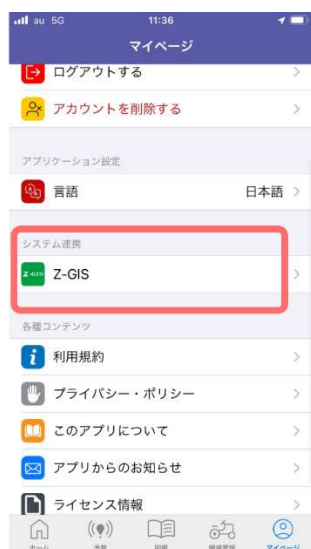 au 5G 11:36
マイページ
ログアウトする
アカウントを削除する
アプリケーション設定
言語 日本語
システム連携
Z-GIS Z-GIS
各種コンテンツ
利用規約
プライバシー・ポリシー
このアプリについて
アプリからのお知らせ
ライセンス情報
ホーム 予察 図鑑 マイページ